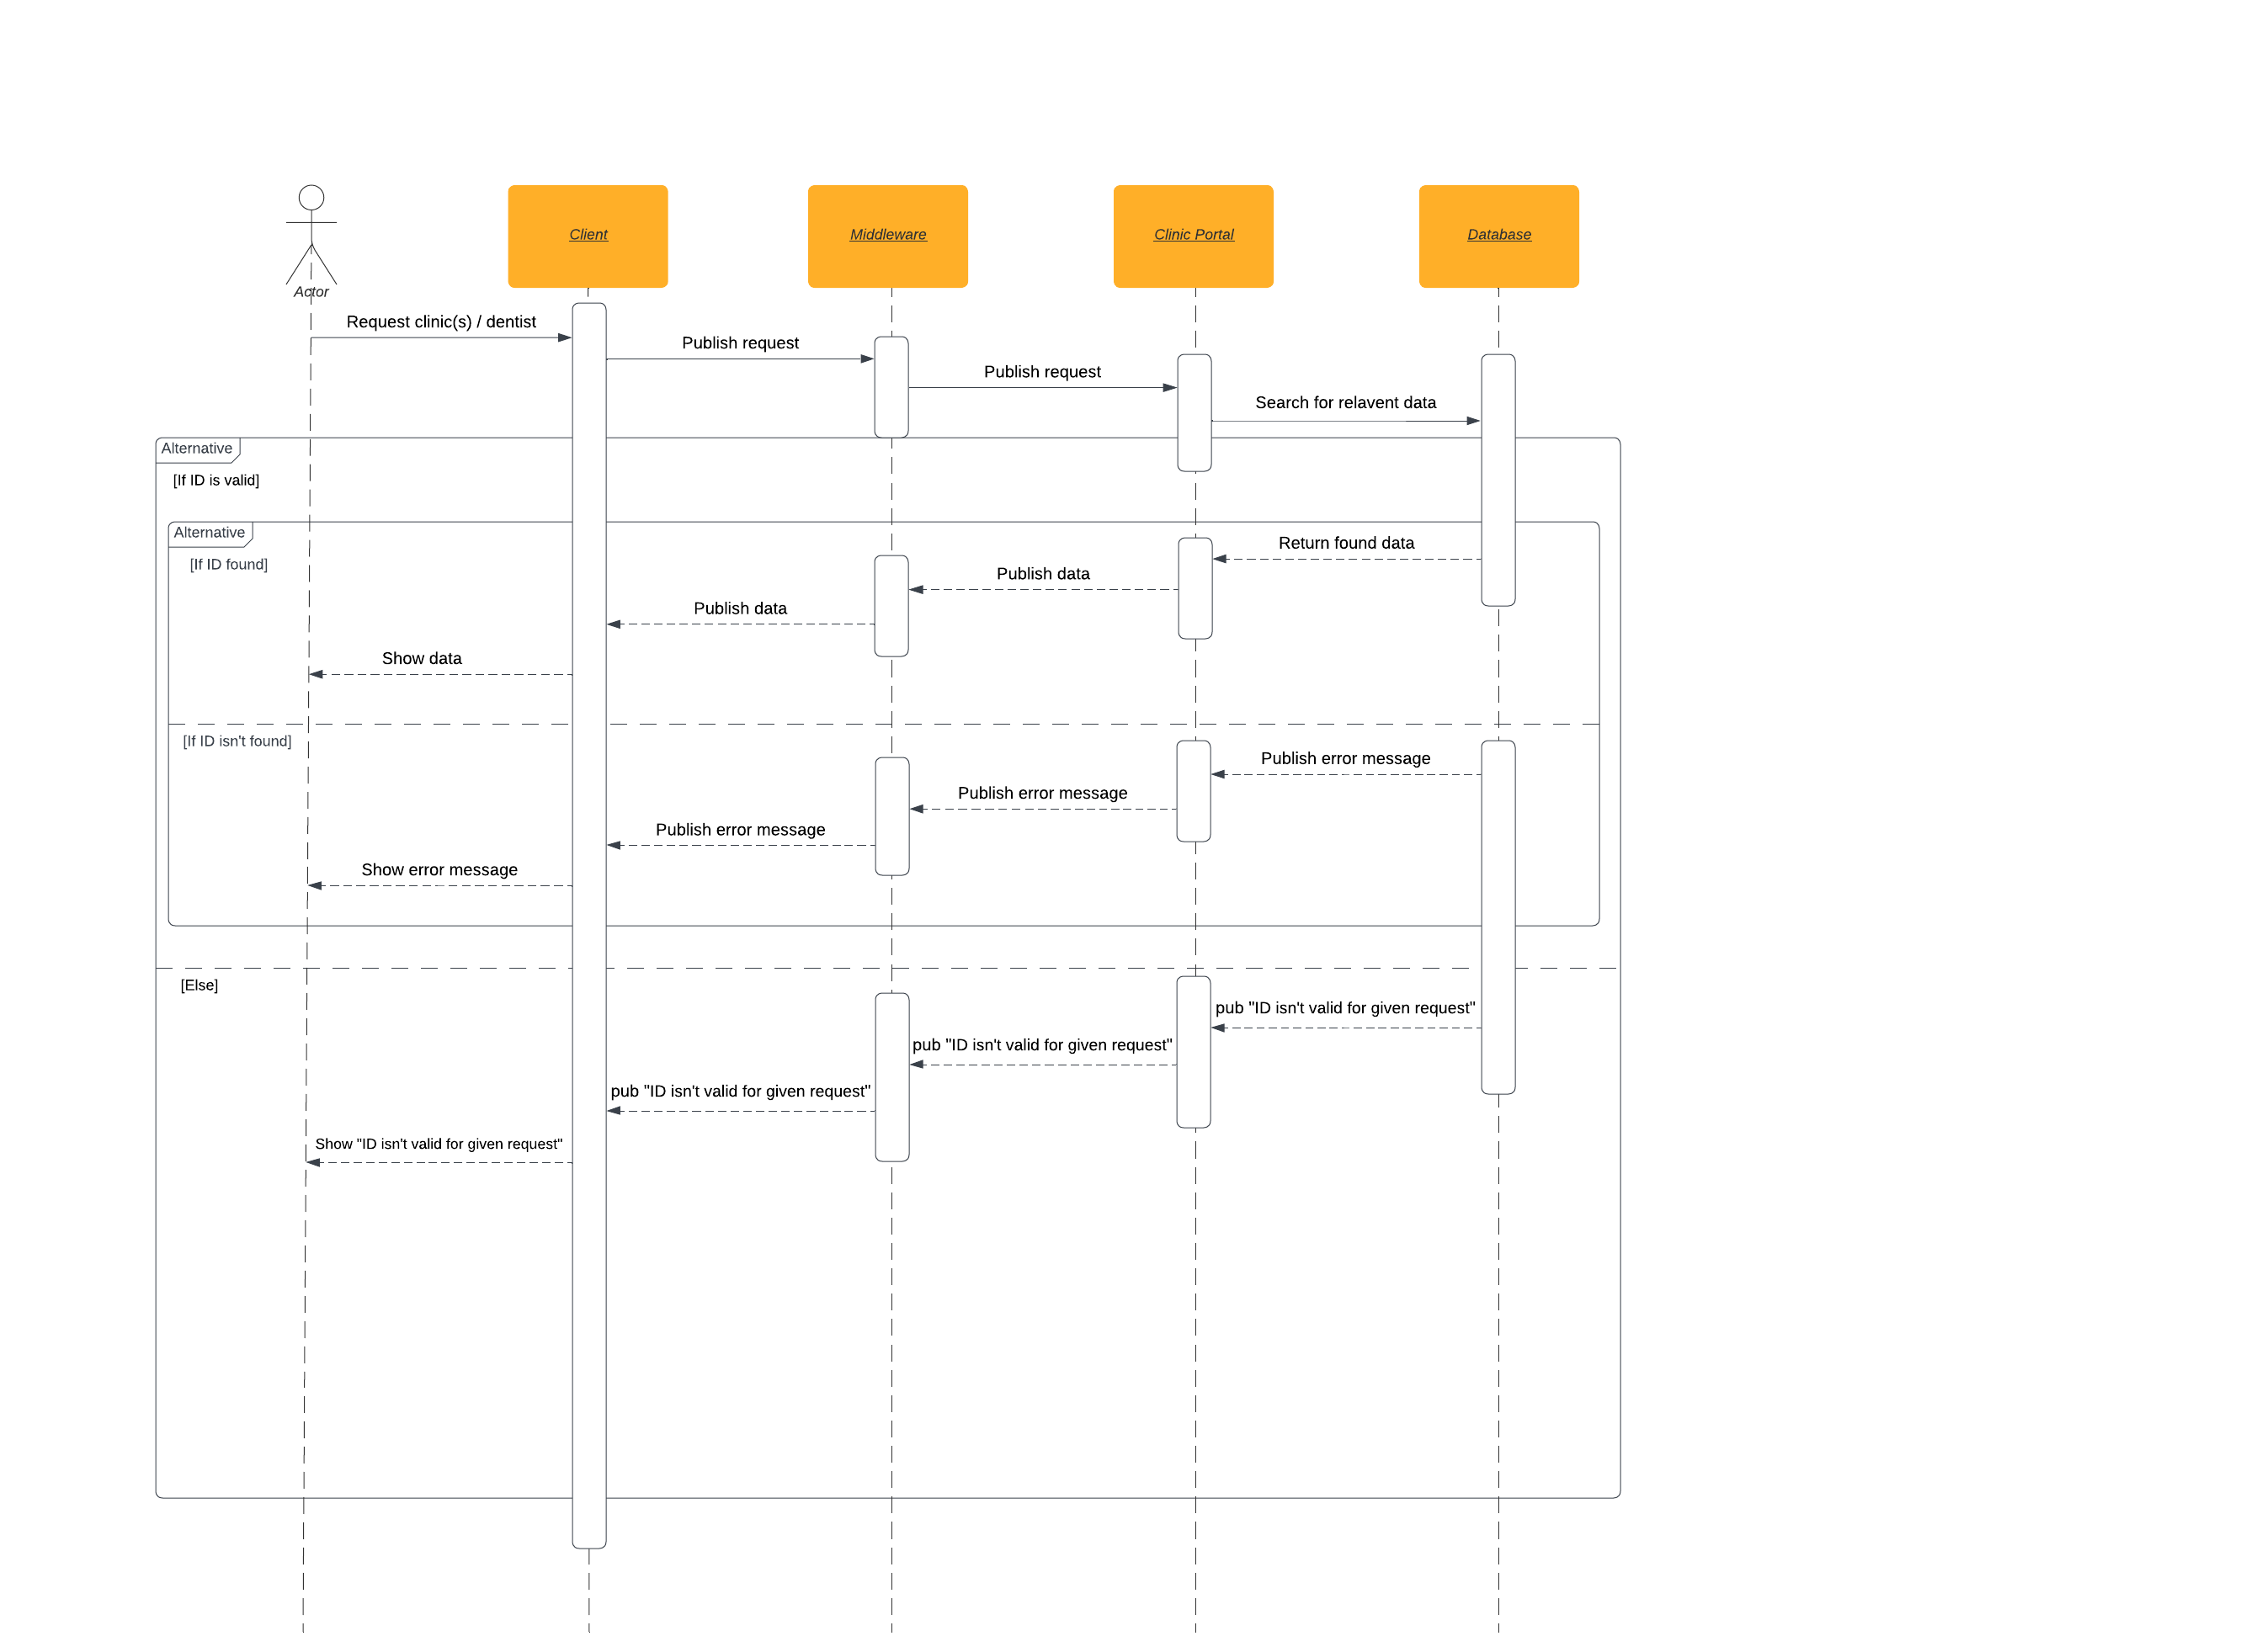 Client
Middleware
Clinic Portal
Database
Actor
Request clinic(s) / dentist
Publish request
Publish request
Search for relavent data
Alternative
[If ID is valid]
Alternative
[If ID found]
Return found data
Publish data
Publish data
Show data
[If ID isn't found]
Publish error message
Publish error message
Publish error message
Show error message
[Else]
pub "ID isn't valid for given request"
pub "ID isn't valid for given request"
pub "ID isn't valid for given request"
Show "ID isn't valid for given request"